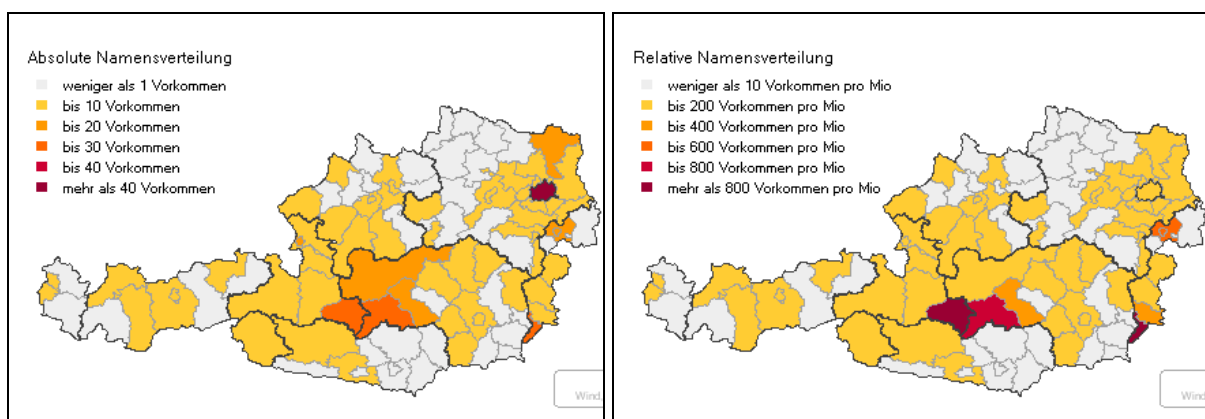 Absolute Namensverteilung
weniger als 1 Vorkommen
bis 10 Vorkommen
bis 20 Vorkommen
bis 30 Vorkommen
bis 40 Vorkommen
mehr als 40 Vorkommen
Wind.
Relative Namensverteilung
weniger als 10 Vorkommen pro Mio
bis 200 Vorkommen pro Mio
bis 400 Vorkommen pro Mio
bis 600 Vorkommen pro Mio
bis 800 Vorkommen pro Mio
mehr als 800 Vorkommen pro Mio
Wind.